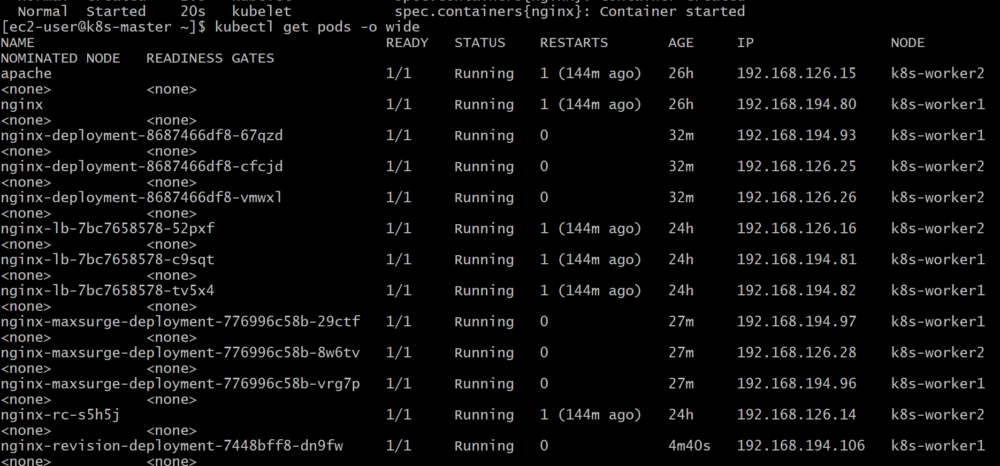 Normal Created 20s kubelet spec.containers{nginx}: Container created
Normal Started 20s kubelet spec.containers{nginx}: Container started
[ec2-user@k8s-master ~]$ kubectl get pods -o wide
NAME READY STATUS RESTARTS AGE IP NODE
NOMINATED NODE READINESS GATES
apache 1/1 Running 1 (144m ago) 26h 192.168.126.15 k8s-worker2
<none> <none>
nginx 1/1 Running 1 (144m ago) 26h 192.168.194.80 k8s-worker1
<none> <none>
nginx-deployment-8687466df8-67qzd 1/1 Running 0 32m 192.168.194.93 k8s-worker1
<none> <none>
nginx-deployment-8687466df8-cfcjd 1/1 Running 0 32m 192.168.126.25 k8s-worker2
<none> <none>
nginx-deployment-8687466df8-vmwxl 1/1 Running 0 32m 192.168.126.26 k8s-worker2
<none> <none>
nginx-lb-7bc7658578-52pxf 1/1 Running 1 (144m ago) 24h 192.168.126.16 k8s-worker2
<none> <none>
nginx-lb-7bc7658578-c9sqt 1/1 Running 1 (144m ago) 24h 192.168.194.81 k8s-worker1
<none> <none>
nginx-lb-7bc7658578-tv5x4 1/1 Running 1 (144m ago) 24h 192.168.194.82 k8s-worker1
<none> <none>
nginx-maxsurge-deployment-776996c58b-29ctf 1/1 Running 0 27m 192.168.194.97 k8s-worker1
<none> <none>
nginx-maxsurge-deployment-776996c58b-8w6tv 1/1 Running 0 27m 192.168.126.28 k8s-worker2
<none> <none>
nginx-maxsurge-deployment-776996c58b-vrg7p 1/1 Running 0 27m 192.168.194.96 k8s-worker1
<none> <none>
nginx-rc-s5h5j 1/1 Running 1 (144m ago) 24h 192.168.126.14 k8s-worker2
<none> <none>
nginx-revision-deployment-7448bff8-dn9fw 1/1 Running 0 4m40s 192.168.194.106 k8s-worker1
<none> <none>